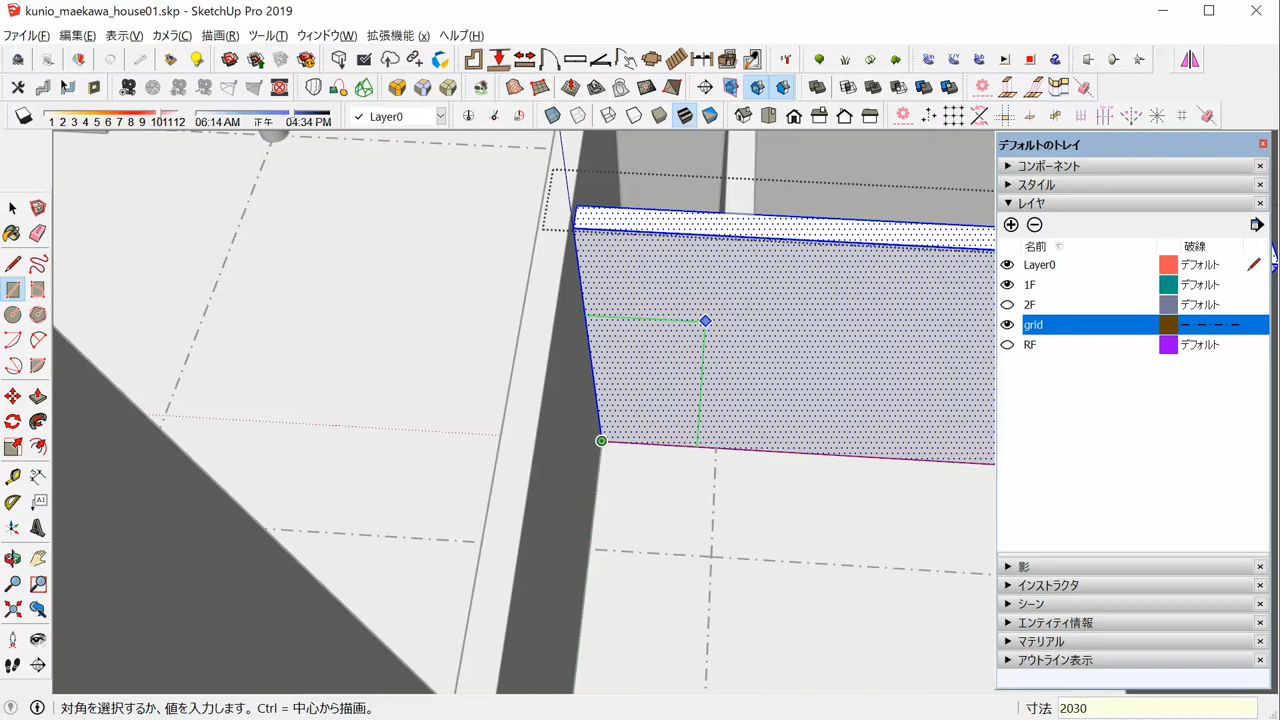 kunio_maekawa_house01.skp - SketchUp Pro 2019
ファイル(F) 編集(E) 表示(V) カメラ(C) 描画(R) ツール(T) ウィンドウ(W) 拡張機能 (x) ヘルプ(H)
1 2 3 4 5 6 7 8 9 101112 06:14 AM 正午 04:34 PM Layer0
デフォルトのトレイ
コンポーネント
スタイル
レイヤ
名前 破線
Layer0 デフォルト
1F デフォルト
2F デフォルト
grid
RF デフォルト
影
インストラクタ
シーン
エンティティ情報
マテリアル
アウトライン表示
対角を選択するか、値を入力します。Ctrl = 中心から描画。 寸法 2030